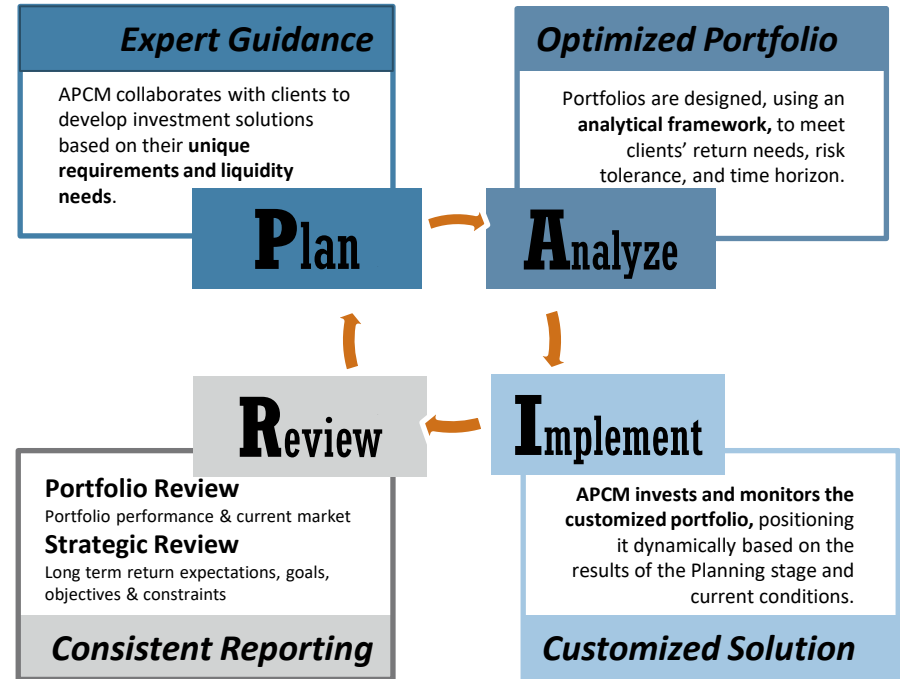 Expert Guidance
APCM collaborates with clients to
develop investment solutions
based on their unique
requirements and liquidity
needs.
Plan
Optimized Portfolio
Portfolios are designed, using an
analytical framework, to meet
clients' return needs, risk
tolerance, and time horizon.
Analyze
Review
Portfolio Review
Portfolio performance & current market
Strategic Review
Long term return expectations, goals,
objectives & constraints
Consistent Reporting
Implement
APCM invests and monitors the
customized portfolio, positioning
it dynamically based on the
results of the Planning stage and
current conditions.
Customized Solution